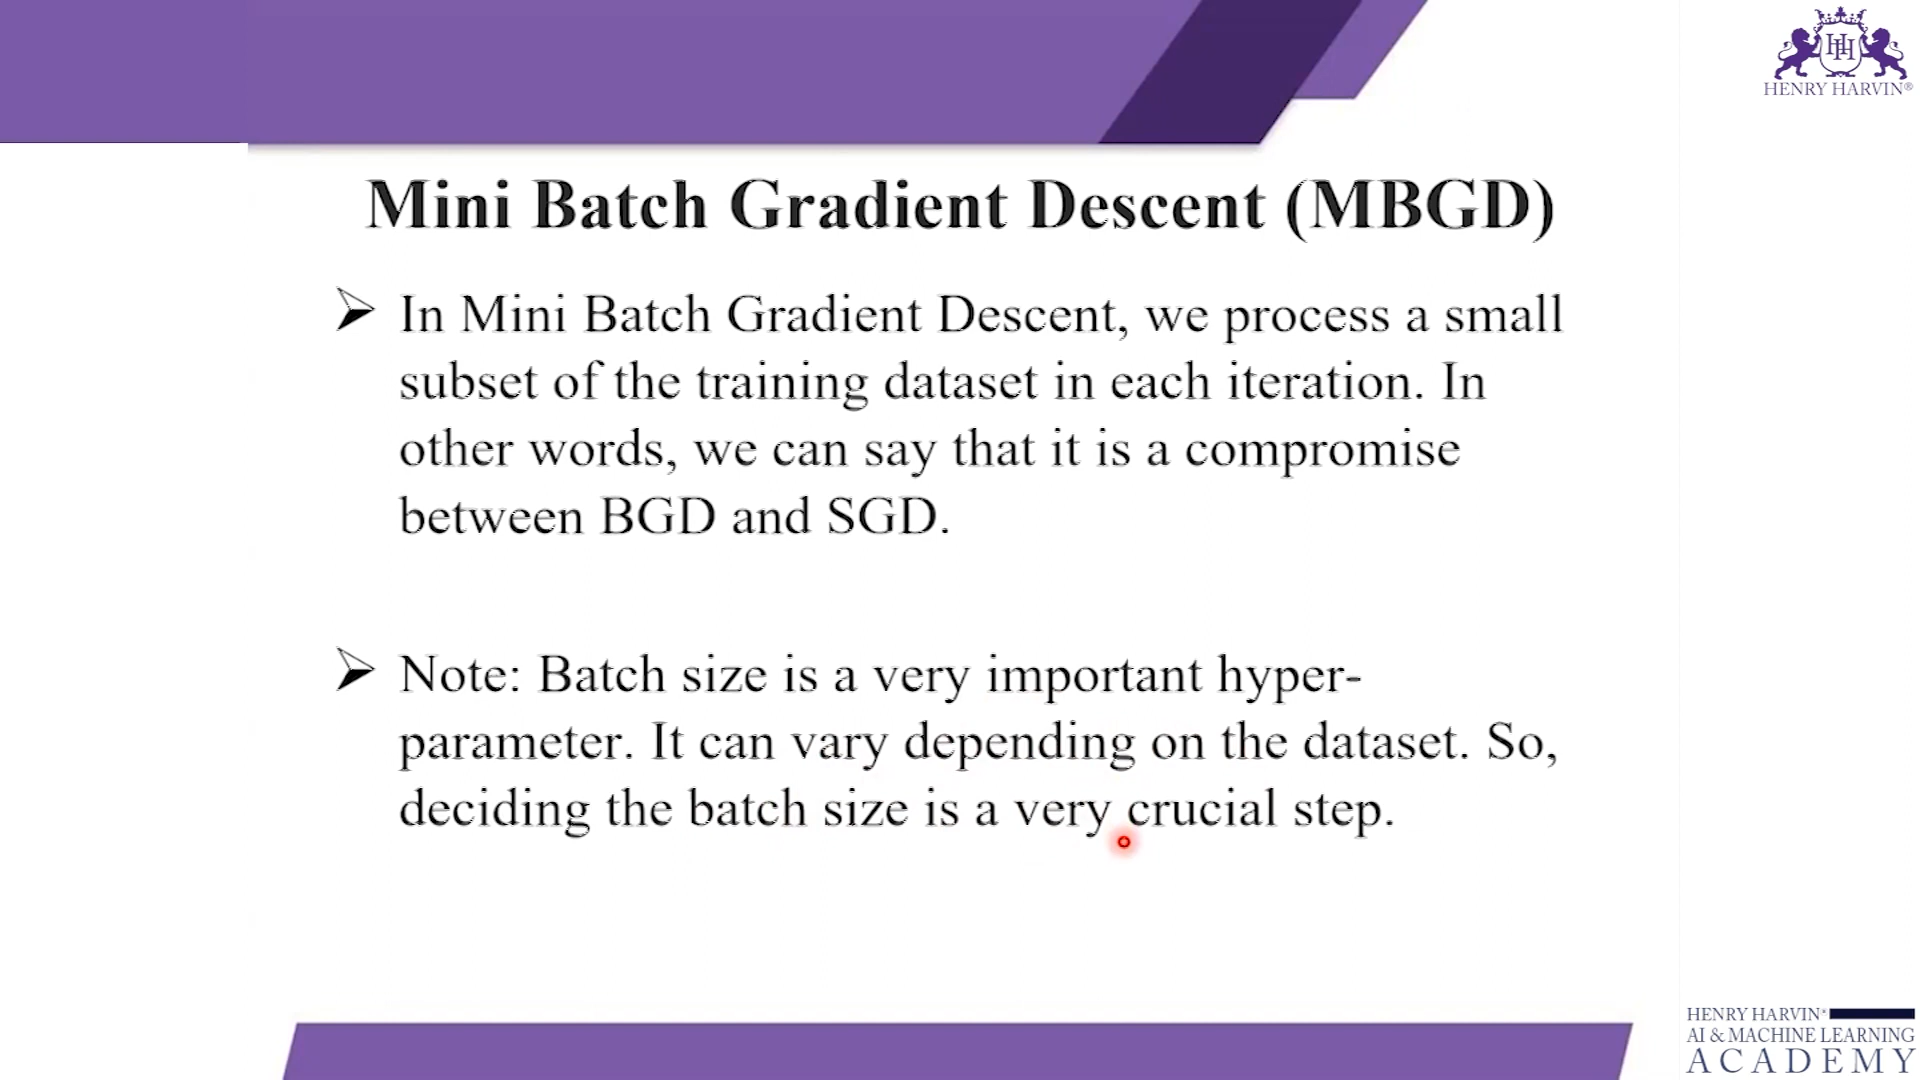 HENRY HARVIN®
Mini Batch Gradient Descent (MBGD)
In Mini Batch Gradient Descent, we process a small
subset of the training dataset in each iteration. In
other words, we can say that it is a compromise
between BGD and SGD.
Note: Batch size is a very important hyper-
parameter. It can vary depending on the dataset. So,
deciding the batch size is a very crucial step.
HENRY HARVIN®
AI & MACHINE LEARNING
ACADEMY